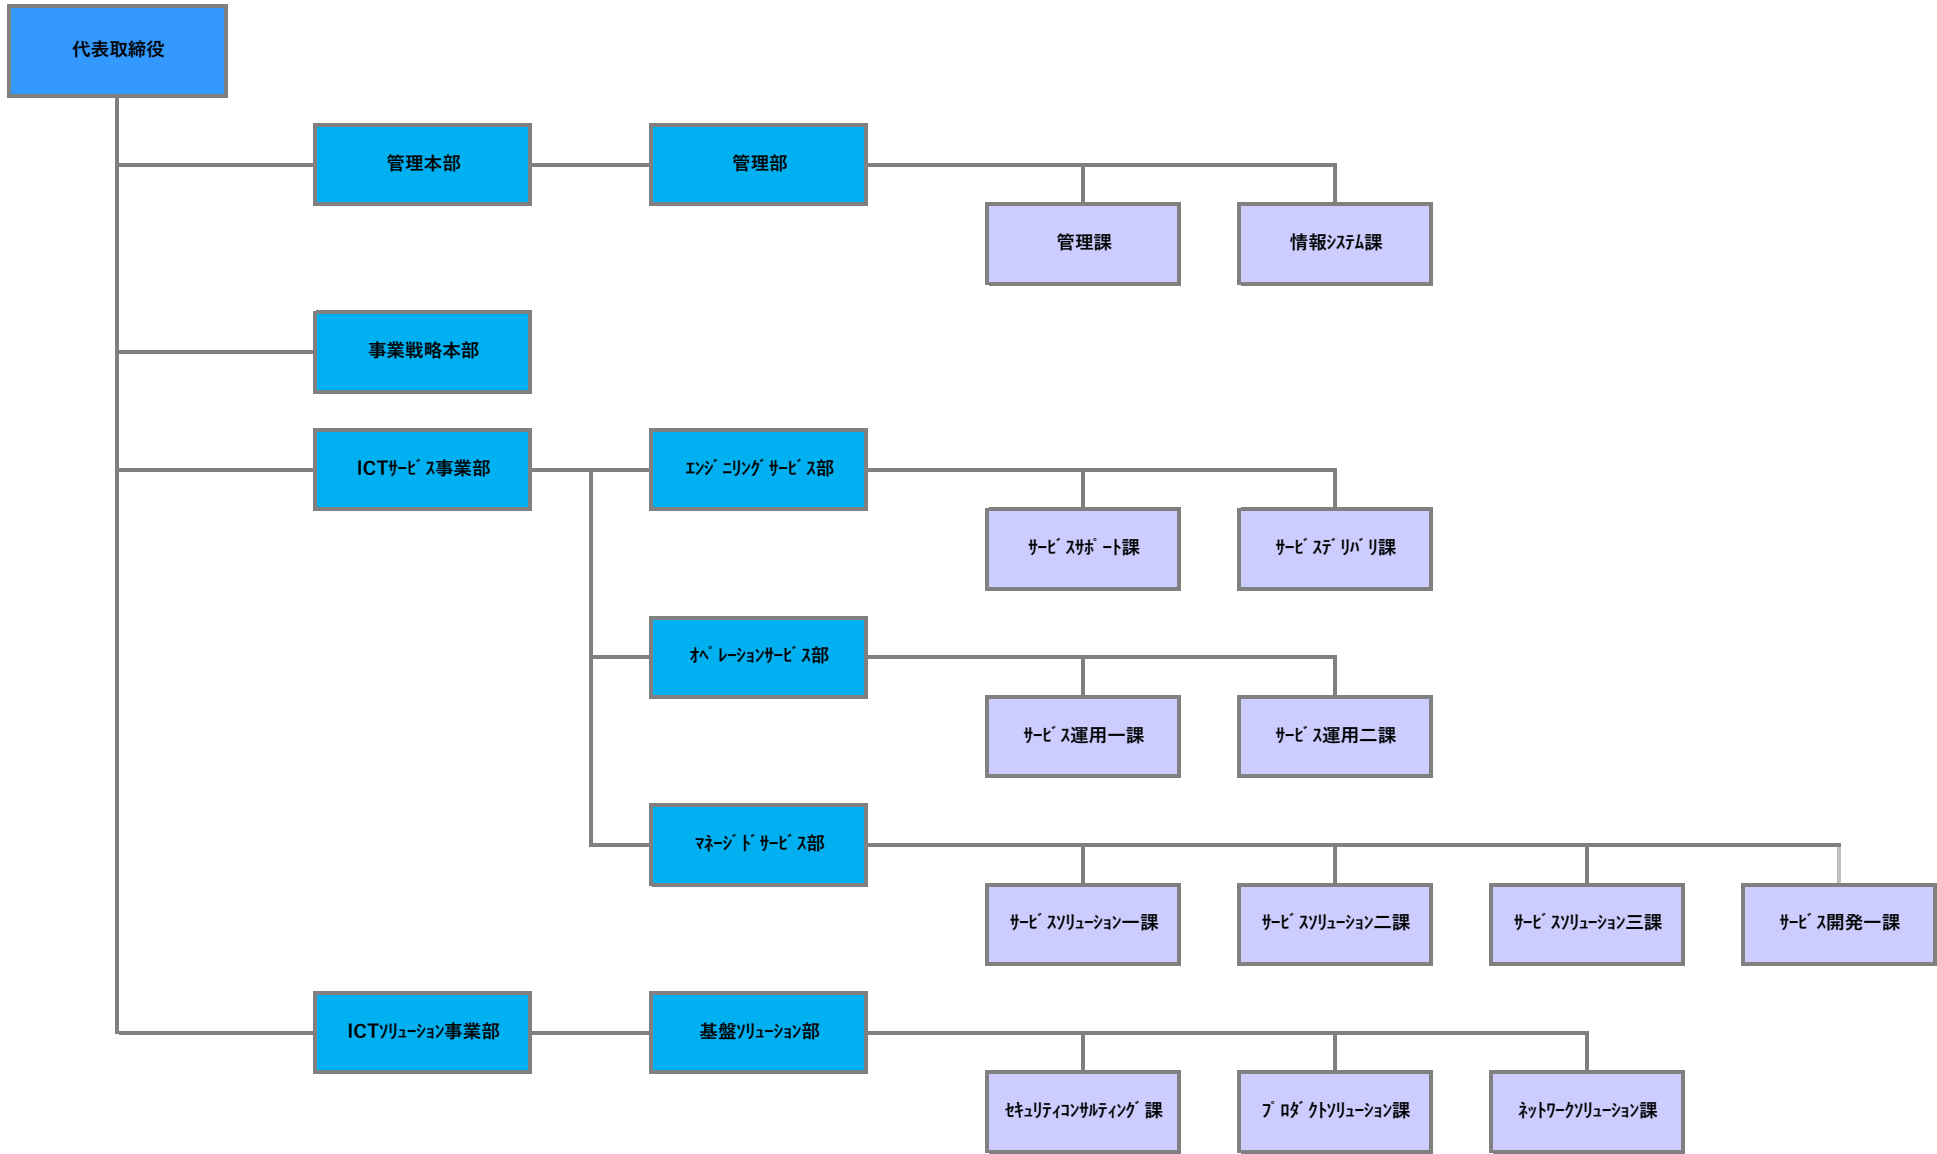 代表取締役
管理本部
管理部
管理課
情報ｼｽﾃﾑ課
事業戦略本部
ICTｻｰﾋﾞｽ事業部
ｴﾝｼﾞﾆﾘﾝｸﾞｻｰﾋﾞｽ部
ｻｰﾋﾞｽｻﾎﾟｰﾄ課
ｻｰﾋﾞｽﾃﾞﾘﾊﾞﾘ課
ｵﾍﾟﾚｰｼｮﾝｻｰﾋﾞｽ部
ｻｰﾋﾞｽ運用一課
ｻｰﾋﾞｽ運用二課
ﾏﾈｰｼﾞﾄﾞｻｰﾋﾞｽ部
ｻｰﾋﾞｽｿﾘｭｰｼｮﾝ一課
ｻｰﾋﾞｽｿﾘｭｰｼｮﾝ二課
ｻｰﾋﾞｽｿﾘｭｰｼｮﾝ三課
ｻｰﾋﾞｽ開発一課
ICTｿﾘｭｰｼｮﾝ事業部
基盤ｿﾘｭｰｼｮﾝ部
ｾｷｭﾘﾃｨｺﾝｻﾙﾃｨﾝｸﾞ課
ﾌﾟﾛﾀﾞｸﾄｿﾘｭｰｼｮﾝ課
ﾈｯﾄﾜｰｸｿﾘｭｰｼｮﾝ課